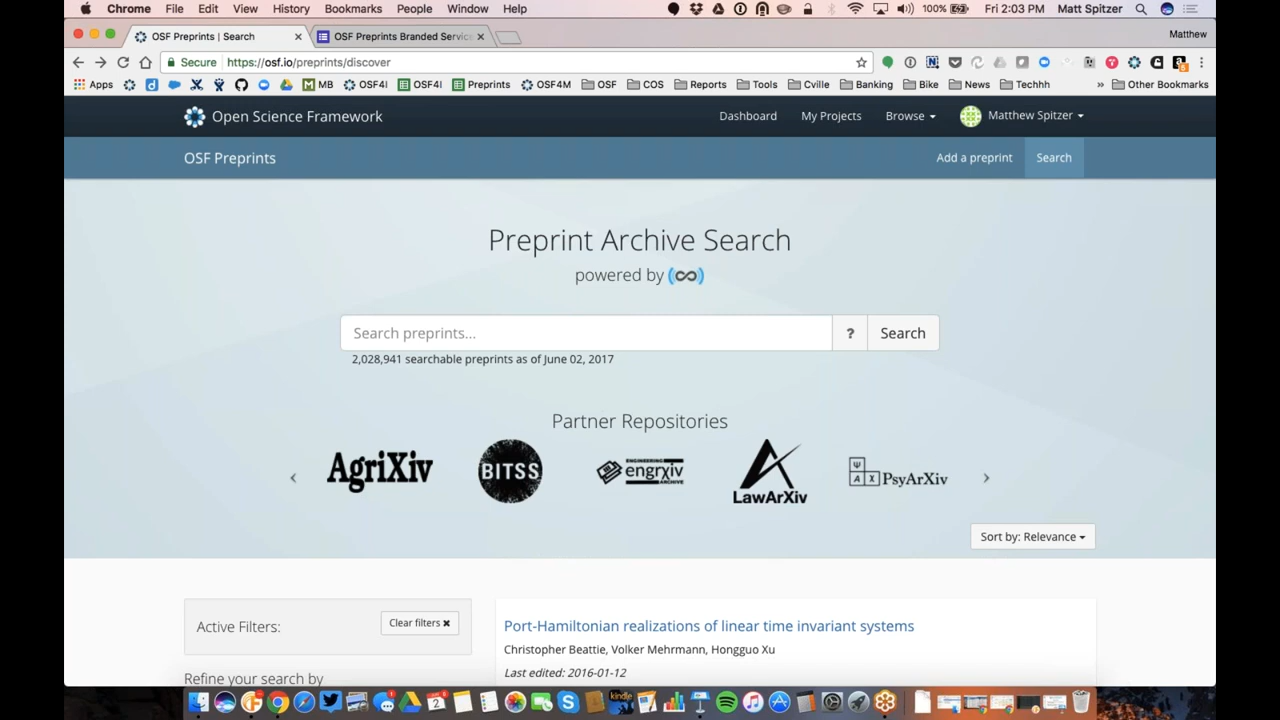 Chrome File Edit View History Bookmarks People Window Help 100% Fri 2:03 PM Matt Spitzer
OSF Preprints | Search OSF Preprints Branded Service Matthew
Secure https://osf.io/preprints/discover
Apps MB OSF4I OSF4I Preprints OSF4M OSF COS Reports Tools Cville Banking Bike News Techhh » Other Bookmarks
Open Science Framework Dashboard My Projects Browse Matthew Spitzer
OSF Preprints Add a preprint Search
Preprint Archive Search
powered by
Search preprints... ? Search
2,028,941 searchable preprints as of June 02, 2017
Partner Repositories
AgriXiv BITSS ENGINEERING engrxiv ARCHIVE LawArXiv Ψ A X PsyArXiv
Sort by: Relevance
Active Filters: Clear filters ✖
Port-Hamiltonian realizations of linear time invariant systems
Christopher Beattie, Volker Mehrmann, Hongguo Xu
Last edited: 2016-01-12
Refine your search by
2 kindle